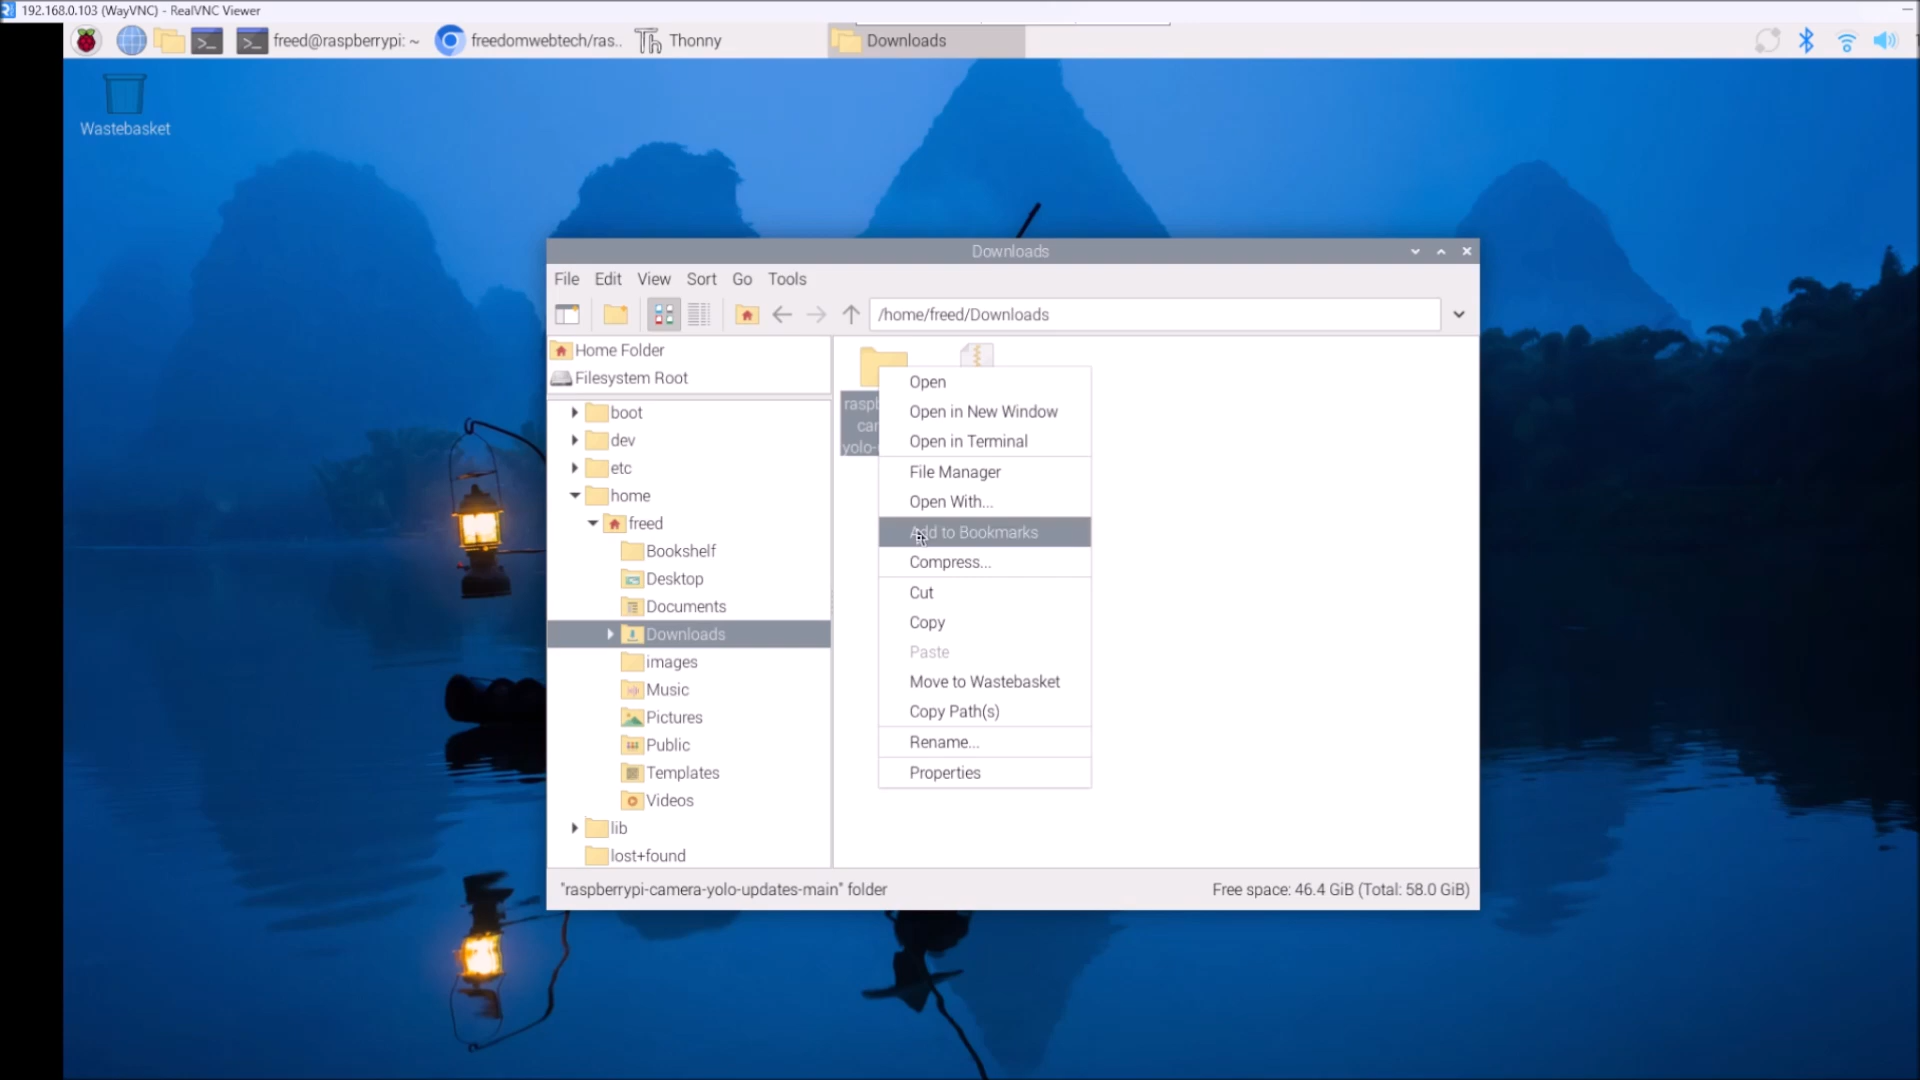 192.168.0.103 (WayVNC) - RealVNC Viewer
freed@raspberrypi: ~
freedomwebtech/ras..
Thonny
Downloads
Wastebasket
Downloads
File Edit View Sort Go Tools
/home/freed/Downloads
Home Folder
Filesystem Root
boot
dev
etc
home
freed
Bookshelf
Desktop
Documents
Downloads
images
Music
Pictures
Public
Templates
Videos
lib
lost+found
Open
Open in New Window
Open in Terminal
File Manager
Open With...
Add to Bookmarks
Compress...
Cut
Copy
Paste
Move to Wastebasket
Copy Path(s)
Rename...
Properties
"raspberrypi-camera-yolo-updates-main" folder
Free space: 46.4 GiB (Total: 58.0 GiB)